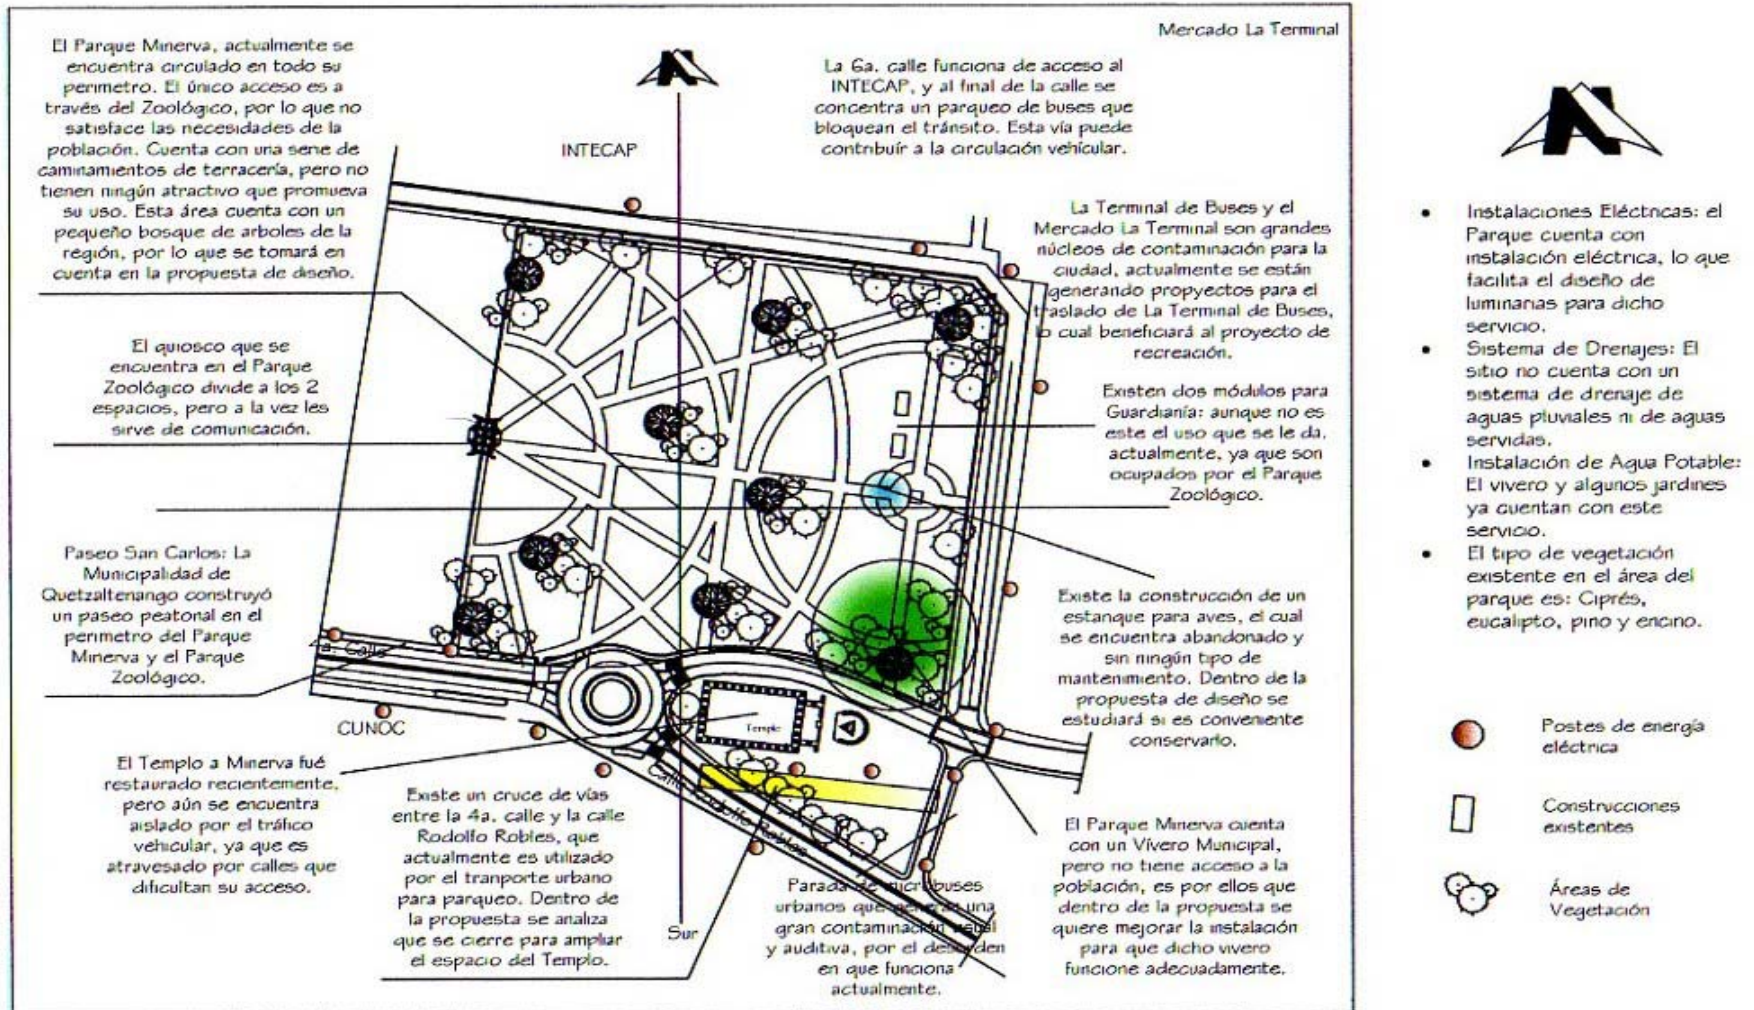 Mercado La Terminal
El Parque Minerva, actualmente se
encuentra circulado en todo su
perimetro. El único acceso es a
través del Zoológico, por lo que no
satisface las necesidades de la
población. Cuenta con una serie de
caminamientos de terracería, pero no
tienen ningún atractivo que promueva
su uso. Esta área cuenta con un
pequeño bosque de arboles de la
región, por lo que se tomará en
cuenta en la propuesta de diseño.
N
INTECAP
La 6a. calle funciona de acceso al
INTECAP, y al final de la calle se
concentra un parqueo de buses que
bloquean el tránsito. Esta vía puede
contribuír a la circulación vehícular.
La Terminal de Buses y el
Mercado La Terminal son grandes
núcleos de contaminación para la
ciudad, actualmente se están
generando propyectos para el
traslado de La Terminal de Buses,
lo cual beneficiará al proyecto de
recreación.
El quiosco que se
encuentra en el Parque
Zoológico divide a los 2
espacios, pero a la vez les
sirve de comunicación.
Existen dos módulos para
Guardianía: aunque no es
este el uso que se le da,
actualmente, ya que son
ocupados por el Parque
Zoológico.
Paseo San Carlos: La
Municipalidad de
Quetzaltenango construyó
un paseo peatonal en el
perimetro del Parque
Minerva y el Parque
Zoológico.
4a. Calle
CUNOC
Existe la construcción de un
estanque para aves, el cual
se encuentra abandonado y
sin ningún tipo de
mantenimiento. Dentro de la
propuesta de diseño se
estudiará si es conveniente
conservarlo.
Templo
El Templo a Minerva fué
restaurado recientemente,
pero aún se encuentra
aislado por el tráfico
vehicular, ya que es
atravesado por calles que
dificultan su acceso.
Existe un cruce de vías
entre la 4a. calle y la calle
Rodolfo Robles, que
actualmente es utilizado
por el tranporte urbano
para parqueo. Dentro de
la propuesta se analiza
que se cierre para ampliar
el espacio del Templo.
Calle Rodolfo Robles
Sur
Parada de microbuses
urbanos que generan una
gran contaminación visual
y auditiva, por el desorden
en que funciona
actualmente.
El Parque Minerva cuenta
con un Vívero Municipal,
pero no tiene acceso a la
población, es por ellos que
dentro de la propuesta se
quiere mejorar la instalación
para que dicho vivero
funcione adecuadamente.
N
• Instalaciones Eléctricas: el
Parque cuenta con
instalación eléctrica, lo que
facilita el diseño de
luminarias para dicho
servicio.
• Sistema de Drenajes: El
sitio no cuenta con un
sistema de drenaje de
aguas pluviales ni de aguas
servidas.
• Instalación de Agua Potable:
El vivero y algunos jardines
ya cuentan con este
servicio.
• El tipo de vegetación
existente en el área del
parque es: Ciprés,
eucalipto, pino y encino.
Postes de energía
eléctrica
Construcciones
existentes
Áreas de
Vegetación